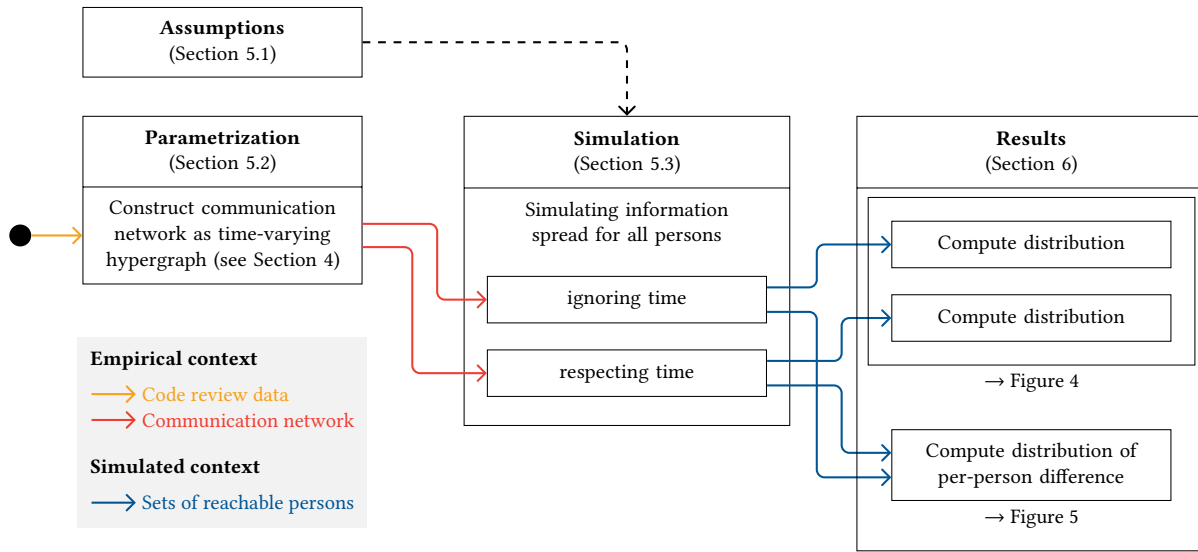 Assumptions
(Section 5.1)
Parametrization
(Section 5.2)
Construct communication
network as time-varying
hypergraph (see Section 4)
Simulation
(Section 5.3)
Simulating information
spread for all persons
ignoring time
respecting time
Results
(Section 6)
Compute distribution
Compute distribution
→ Figure 4
Compute distribution of
per-person difference
→ Figure 5
Empirical context
Code review data
Communication network
Simulated context
Sets of reachable persons